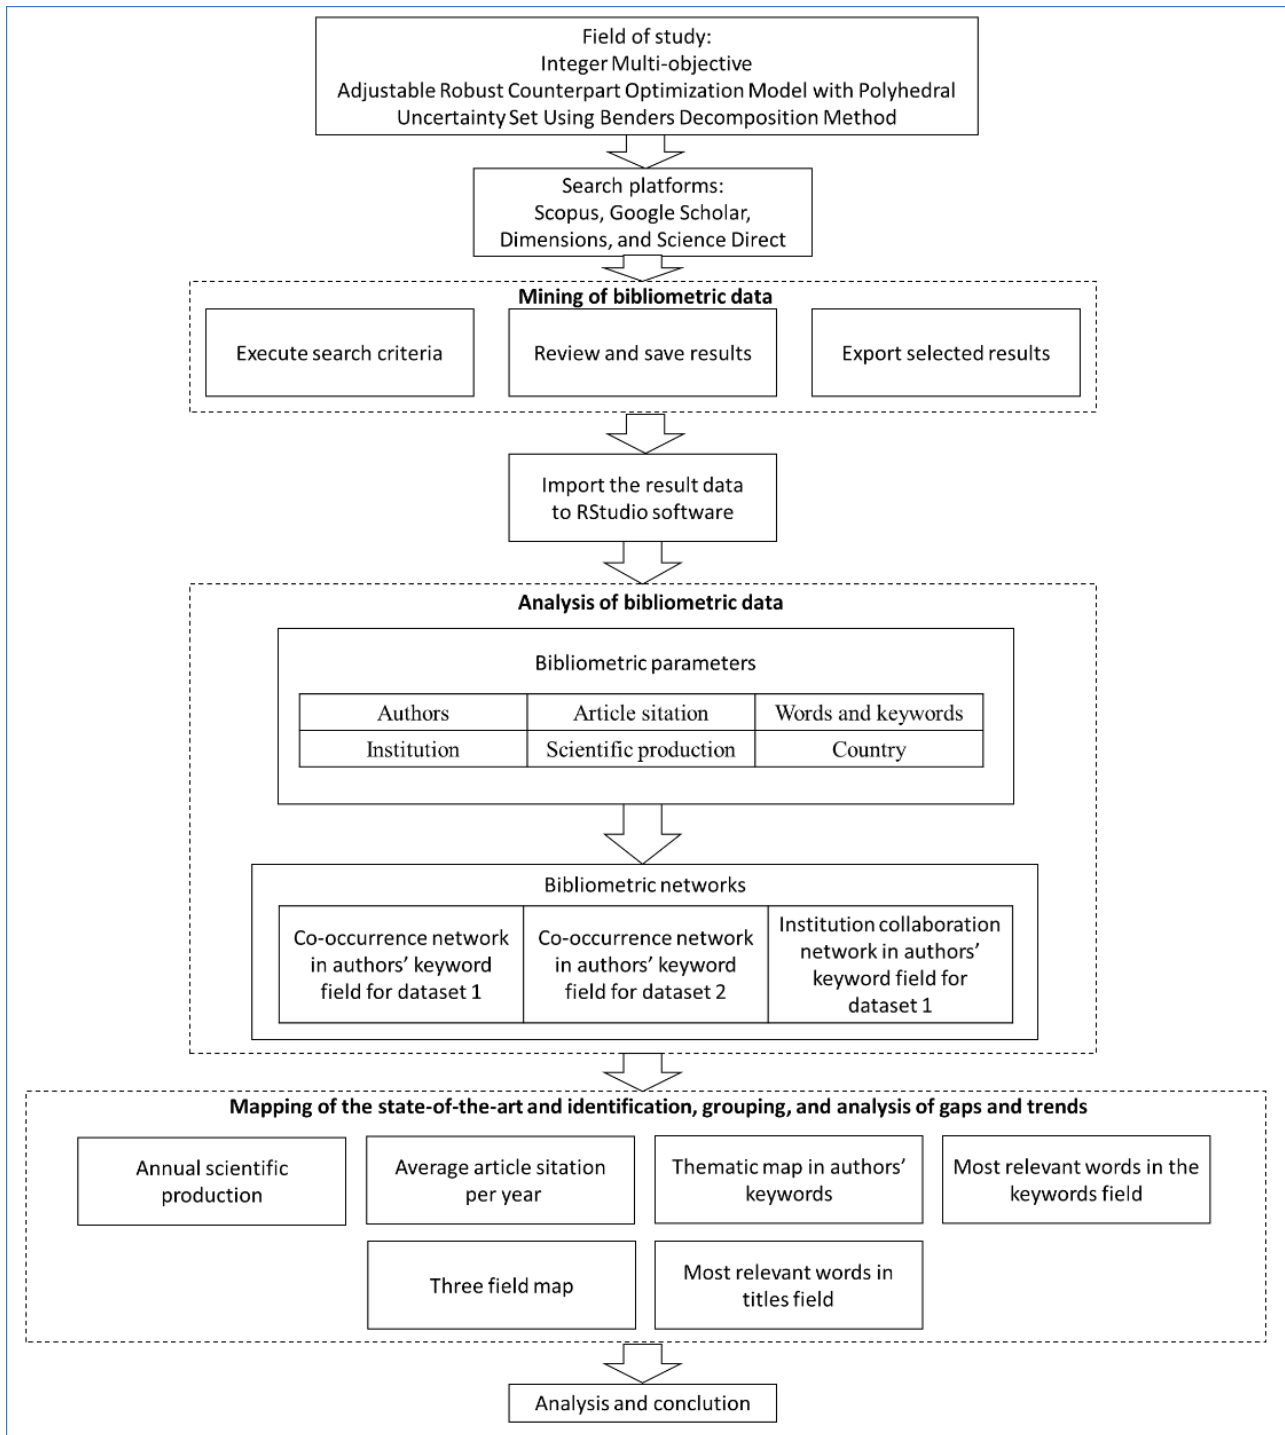 Field of study:
Integer Multi-objective
Adjustable Robust Counterpart Optimization Model with Polyhedral
Uncertainty Set Using Benders Decomposition Method
Search platforms:
Scopus, Google Scholar,
Dimensions, and Science Direct
Mining of bibliometric data
Execute search criteria
Review and save results
Export selected results
Import the result data
to RStudio software
Analysis of bibliometric data
Bibliometric parameters
Authors
Article sitation
Words and keywords
Institution
Scientific production
Country
Bibliometric networks
Co-occurrence network
in authors’ keyword
field for dataset 1
Co-occurrence network
in authors’ keyword
field for dataset 2
Institution collaboration
network in authors’
keyword field for
dataset 1
Mapping of the state-of-the-art and identification, grouping, and analysis of gaps and trends
Annual scientific
production
Average article sitation
per year
Thematic map in authors’
keywords
Most relevant words in the
keywords field
Three field map
Most relevant words in
titles field
Analysis and conclution